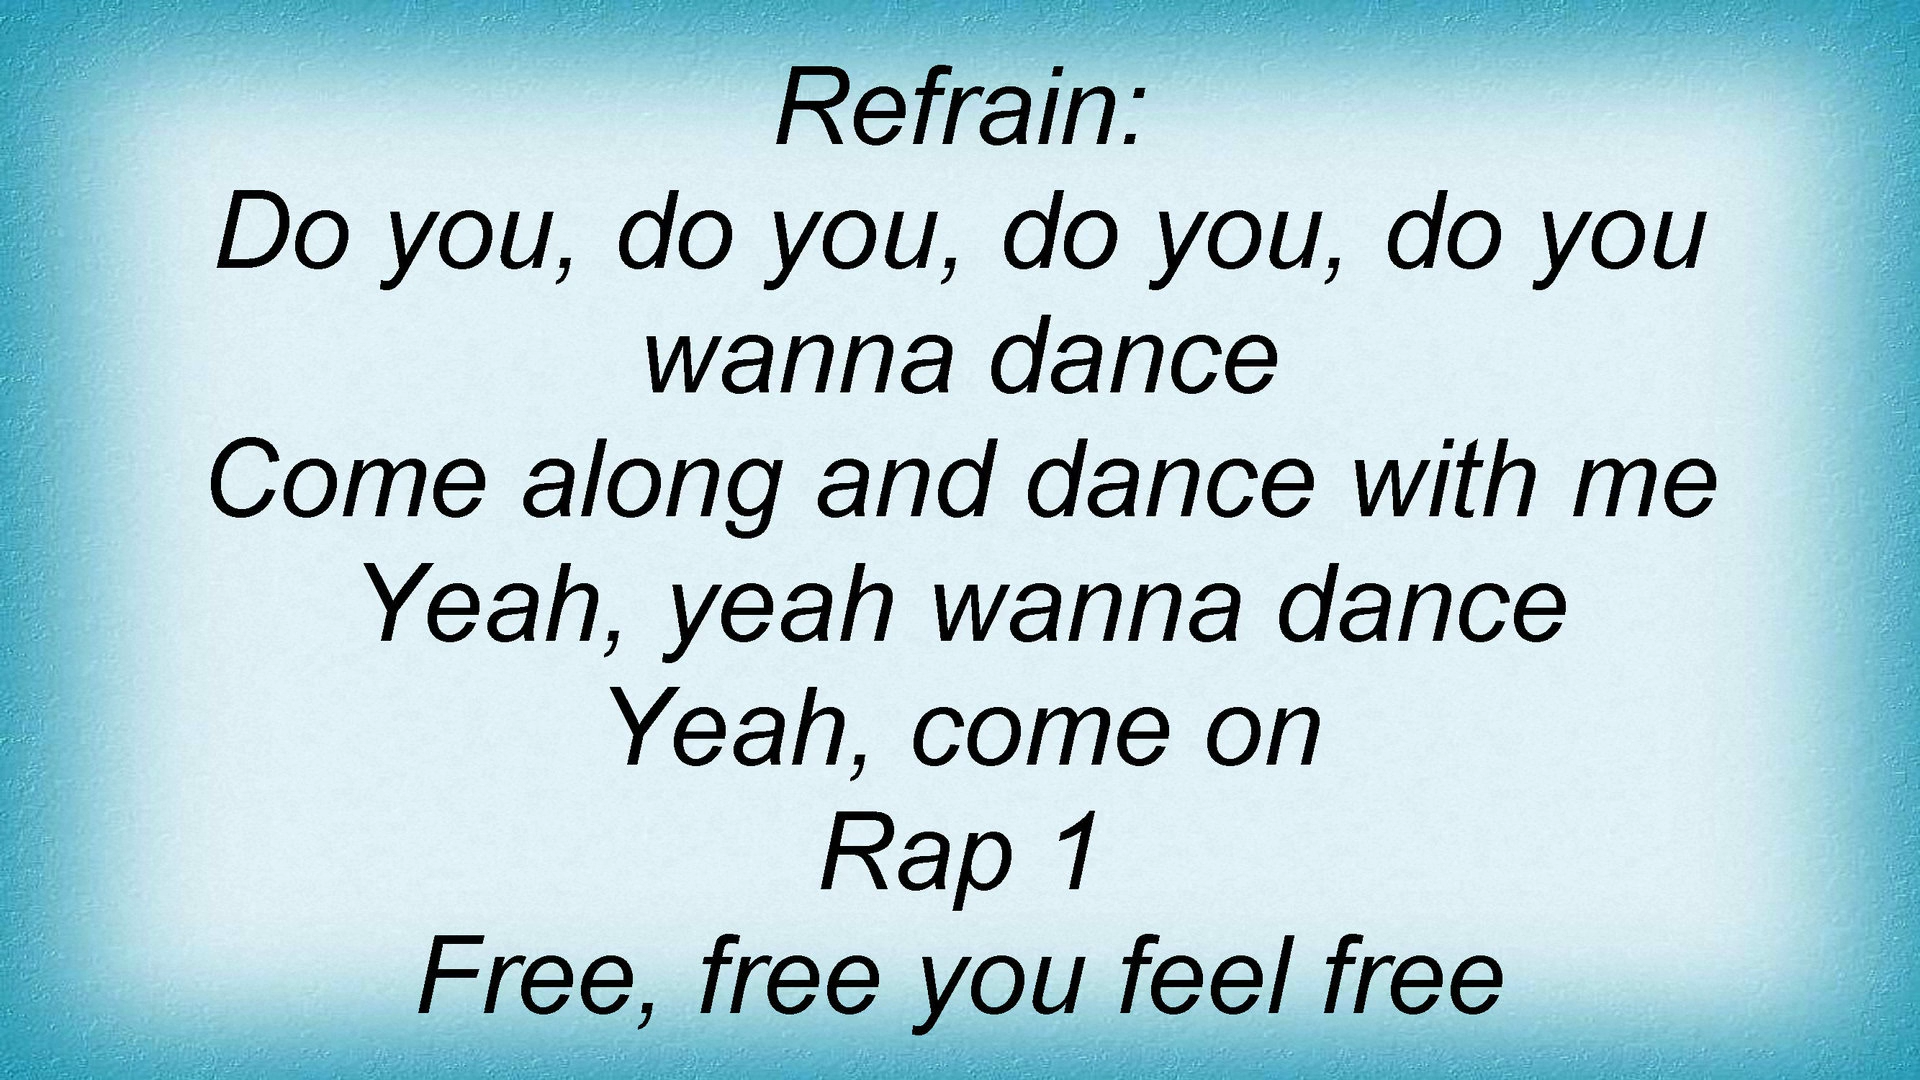 Refrain:
Do you, do you, do you, do you
wanna dance
Come along and dance with me
Yeah, yeah wanna dance
Yeah, come on
Rap 1
Free, free you feel free